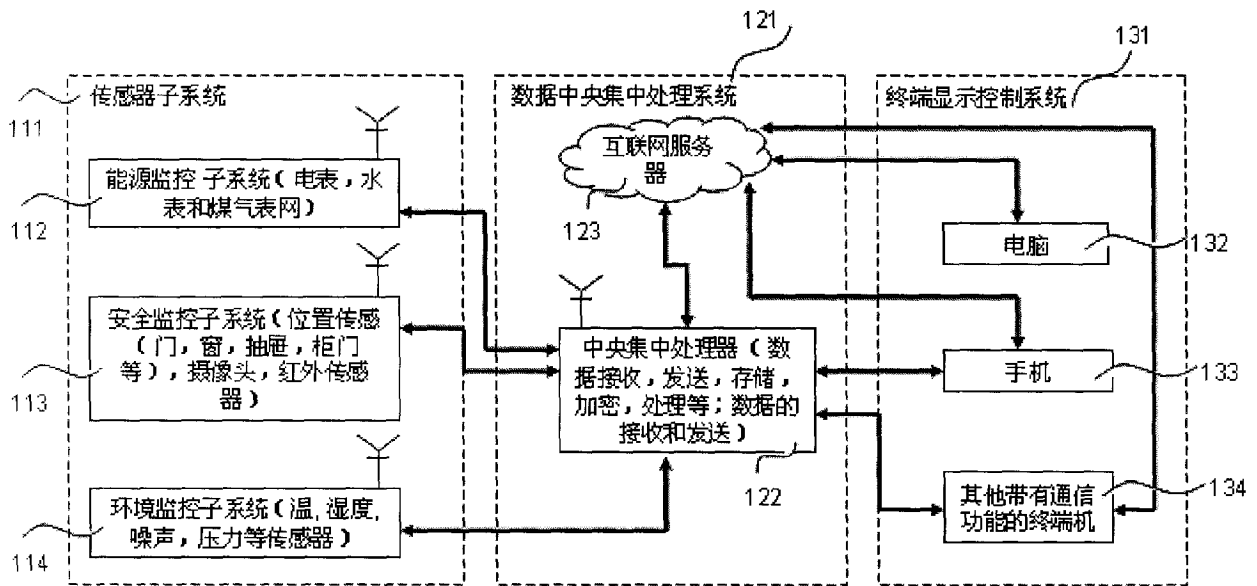 121
131
传感器子系统
数据中央集中处理系统
终端显示控制系统
111
互联网服务
器
能源监控 子系统(电表,水
表和煤气表网)
112
123
电脑
132
安全监控子系统(位置传感
(门,窗,抽屉,柜门
等),摄像头,红外传感
器)
113
中央集中处理器(数
据接收,发送,存储,
加密,处理等;数据的
接收和发送)
手机
133
122
环境监控子系统(温,湿度,
噪声,压力等传感器)
114
其他带有通信
功能的终端机
134